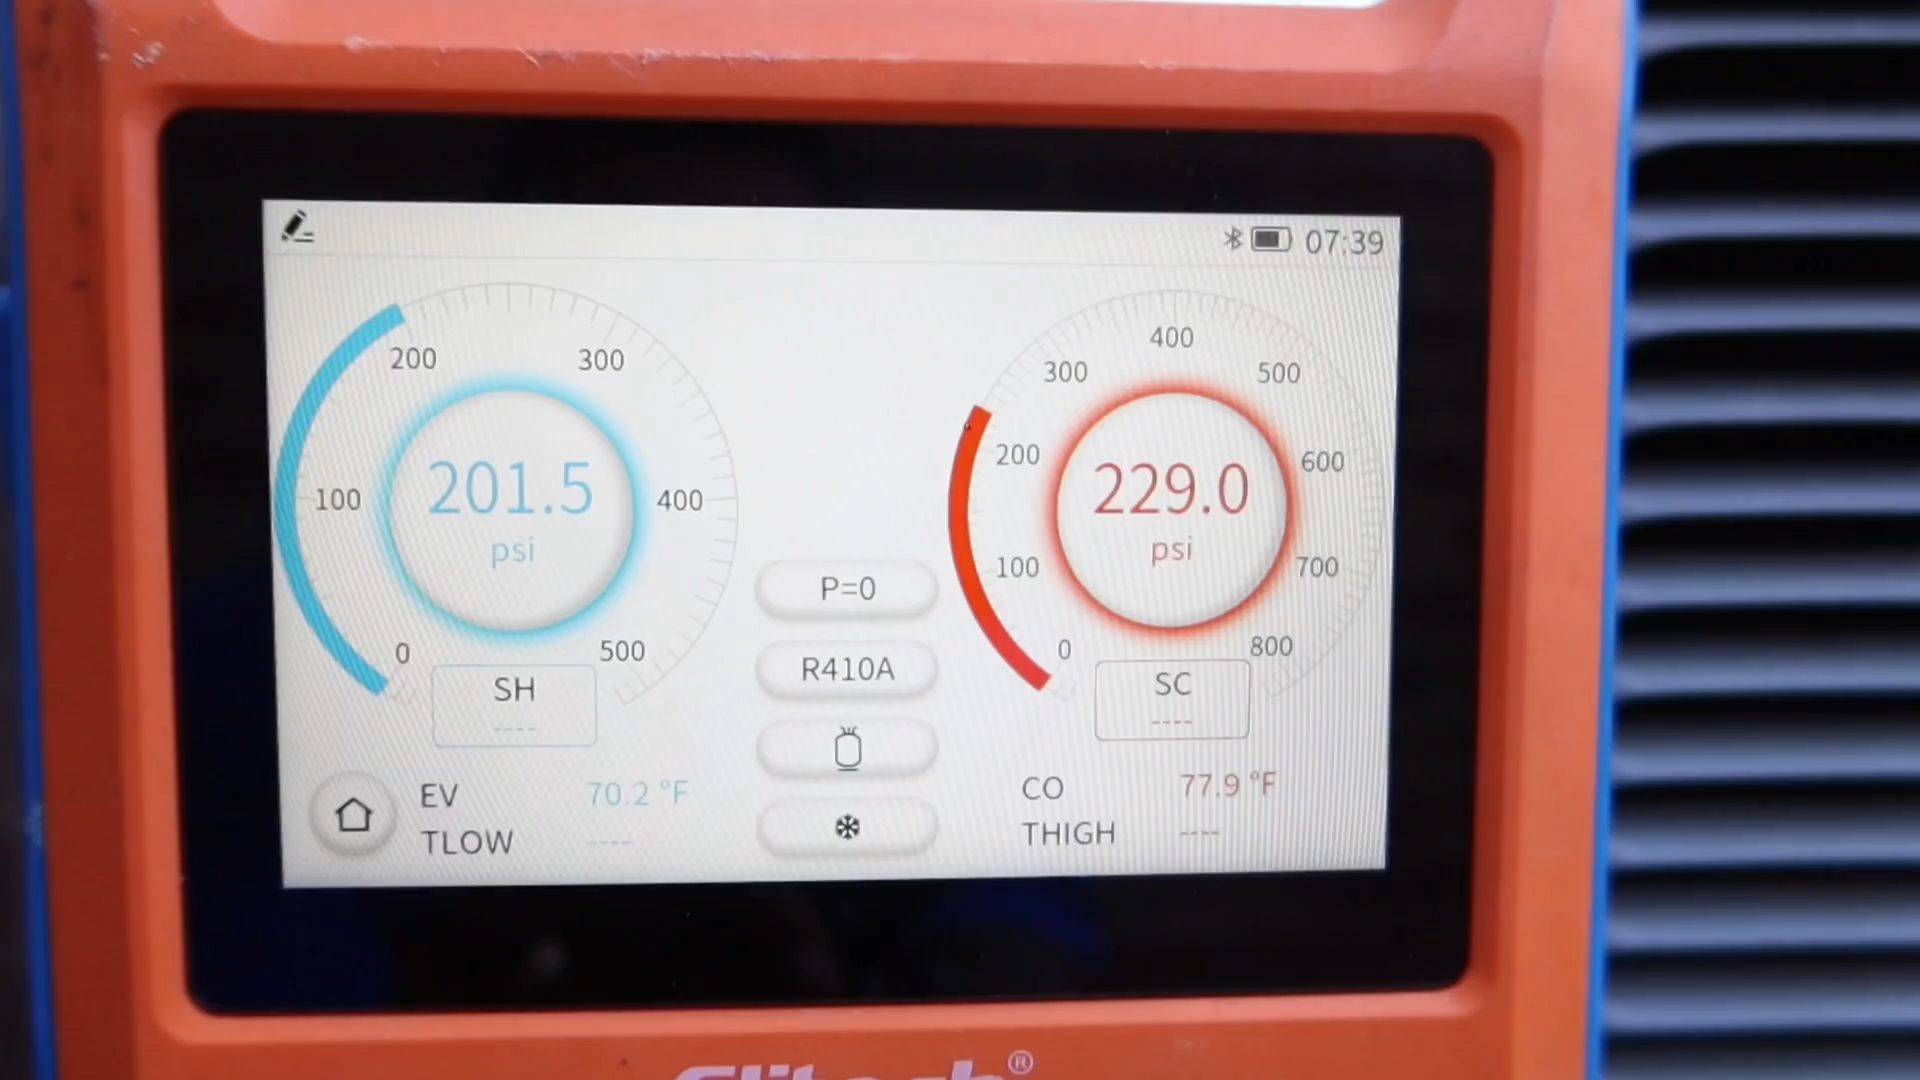 07:39
200
300
100
400
0
500
201.5
psi
SH
----
EV 70.2 °F
TLOW ----
P=0
R410A
400
300
500
200
600
100
700
0
800
229.0
psi
SC
----
CO 77.9 °F
THIGH ----
Elitech®